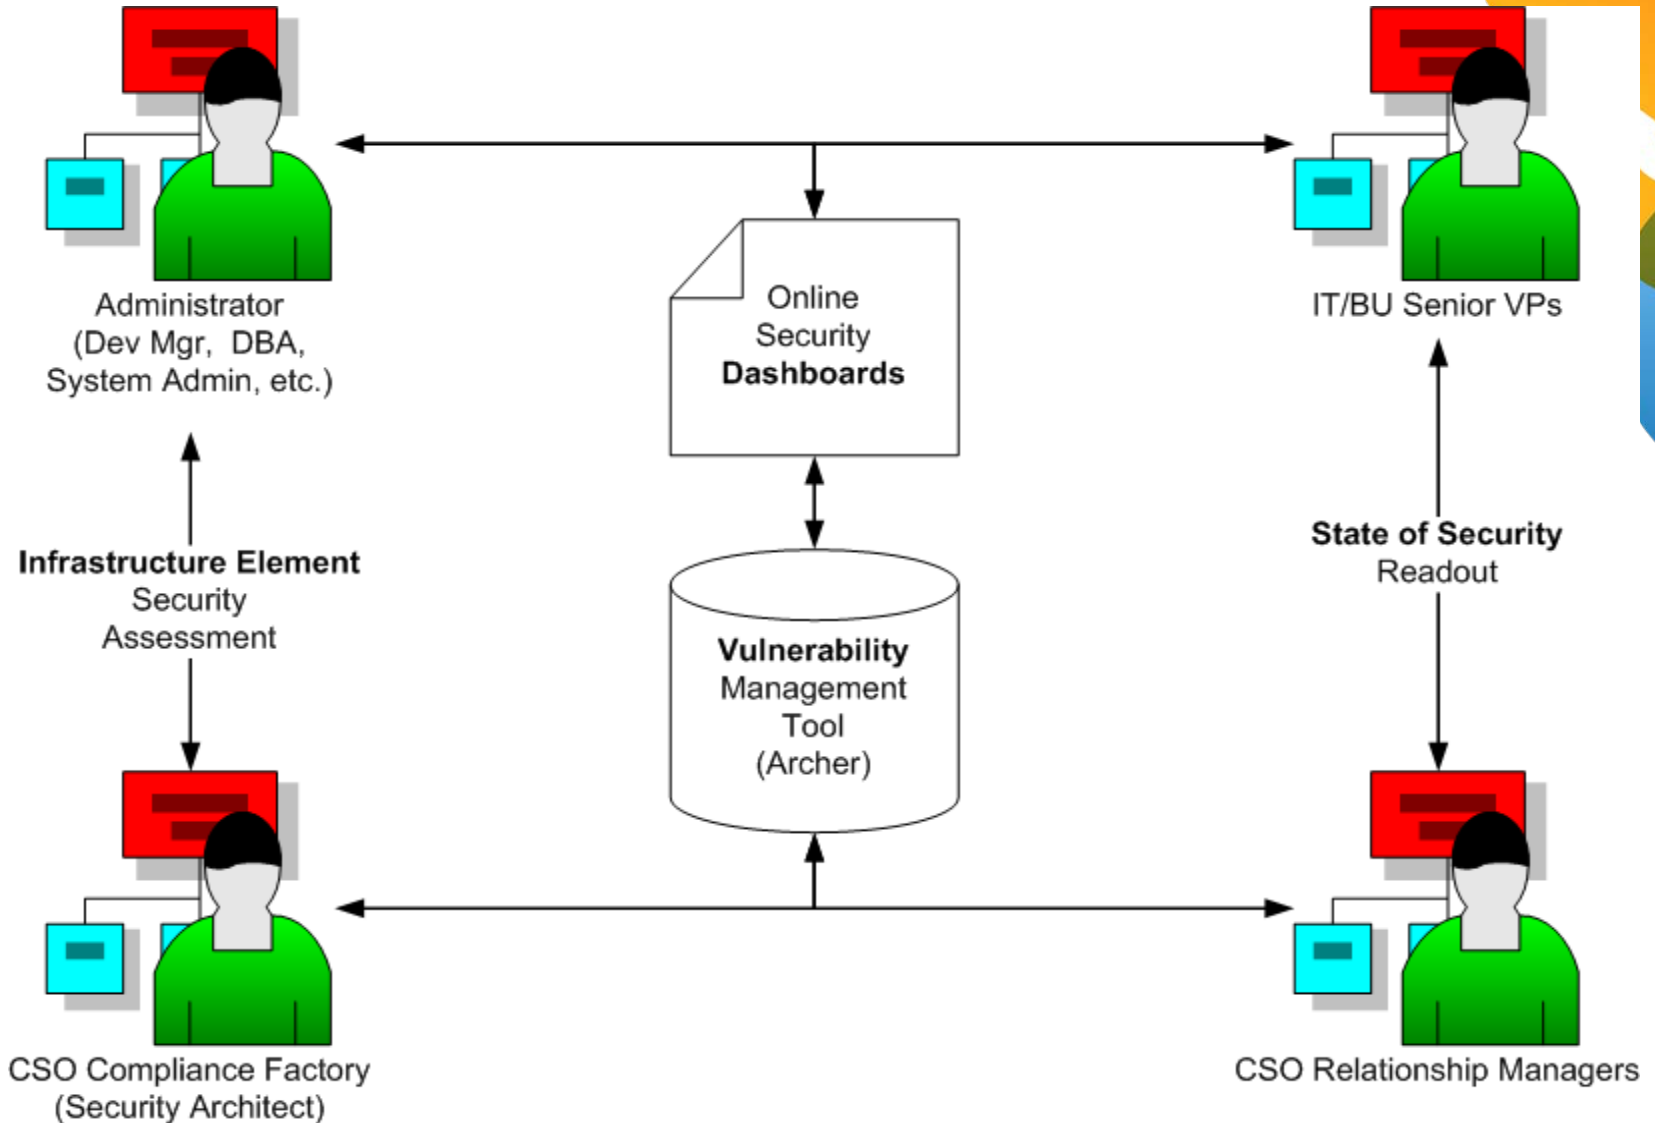 Administrator
(Dev Mgr, DBA,
System Admin, etc.)
Online
Security
Dashboards
IT/BU Senior VPs
Infrastructure Element
Security
Assessment
Vulnerability
Management
Tool
(Archer)
State of Security
Readout
CSO Compliance Factory
(Security Architect)
CSO Relationship Managers